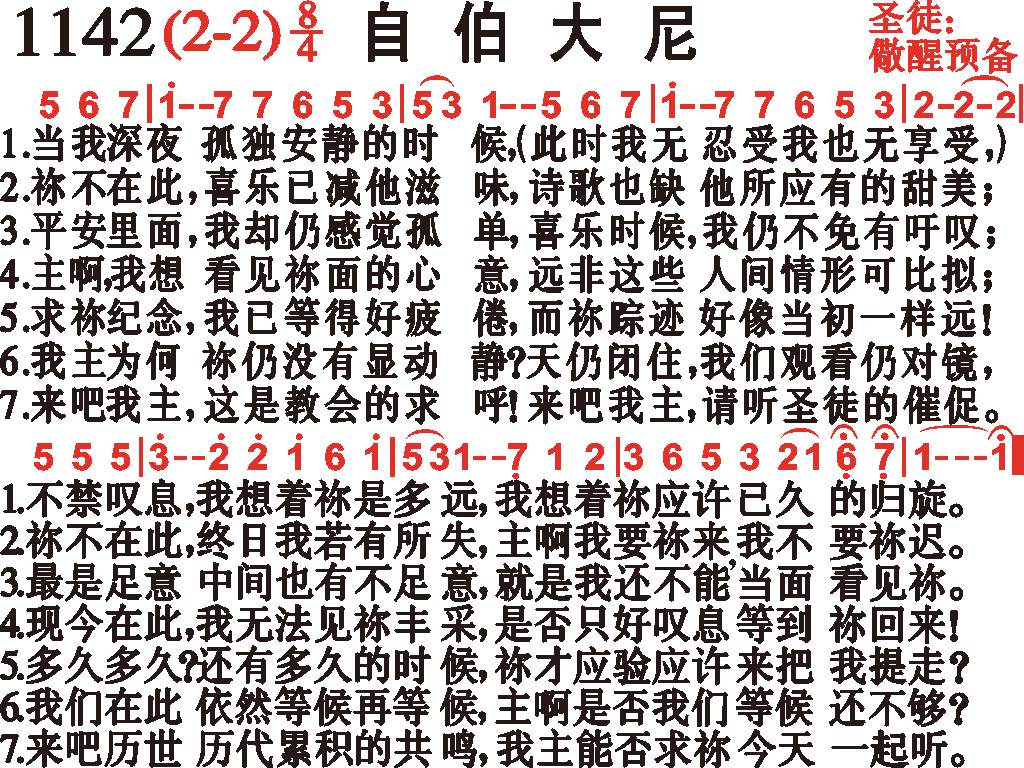 1142(2-2) 8/4 自伯大尼 圣徒：
儆醒预备
5 6 7|1--7 7 6 5 3|53 1--5 6 7|1--7 7 6 5 3|2--2--2|
1.当我深夜 孤独安静的时 候,(此时我无 忍受我也无享受,)
2.祢不在此,喜乐已减他滋 味,诗歌也缺 他所应有的甜美；
3.平安里面,我却仍感觉孤 单,喜乐时候,我仍不免有吁叹；
4.主啊,我想 看见祢面的心 意,远非这些 人间情形可比拟；
5.求祢纪念,我已等得好疲 倦,而祢踪迹 好像当初一样远!
6.我主为何 祢仍没有显动 静?天仍闭住,我们观看仍对镜,
7.来吧我主,这是教会的求 呼!来吧我主,请听圣徒的催促。
5 5 5|3--2 2 1 6 1|531--7 1 2|3 6 5 3 21 6 7|1---1
1.不禁叹息,我想着祢是多 远,我想着祢应许已久 的归旋。
2.祢不在此,终日我若有所 失,主啊我要祢来我不 要祢迟。
3.最是足意 中间也有不足 意,就是我还不能'当面 看见祢。
4.现今在此,我无法见祢丰 采,是否只好叹息等到 祢回来!
5.多久多久?还有多久的时 候,祢才应验应许来把 我提走?
6.我们在此 依然等候再等 候,主啊是否我们等候 还不够?
7.来吧历世 历代累积的共 鸣,我主能否求祢今天 一起听。